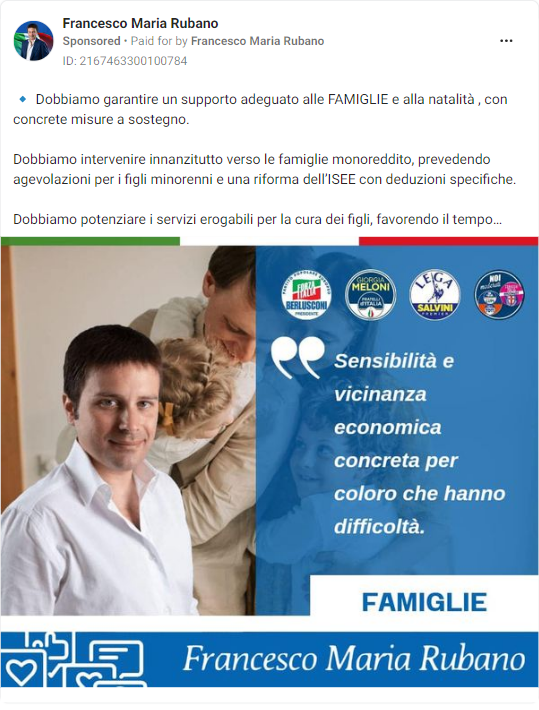 Francesco Maria Rubano
Sponsored • Paid for by Francesco Maria Rubano
ID: 2167463300100784
🔹 Dobbiamo garantire un supporto adeguato alle FAMIGLIE e alla natalità , con
concrete misure a sostegno.
Dobbiamo intervenire innanzitutto verso le famiglie monoreddito, prevedendo
agevolazioni per i figli minorenni e una riforma dell'ISEE con deduzioni specifiche.
Dobbiamo potenziare i servizi erogabili per la cura dei figli, favorendo il tempo...
FORZA
ITALIA
BERLUSCONI
PRESIDENTE
GIORGIA
MELONI
FRATELLI
d'ITALIA
LEGA
SALVINI
PREMIER
NOI
moderati
Sensibilità e
vicinanza
economica
concreta per
coloro che hanno
difficoltà.
FAMIGLIE
Francesco Maria Rubano